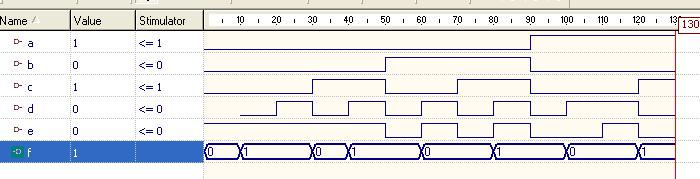 Name Value Stimulator 10 20 30 40 50 60 70 80 90 100 110 120 130
130
a 1 <= 1
b 0 <= 0
c 1 <= 1
d 0 <= 0
e 0 <= 0
f 1 0 1 0 1 0 1 0 1